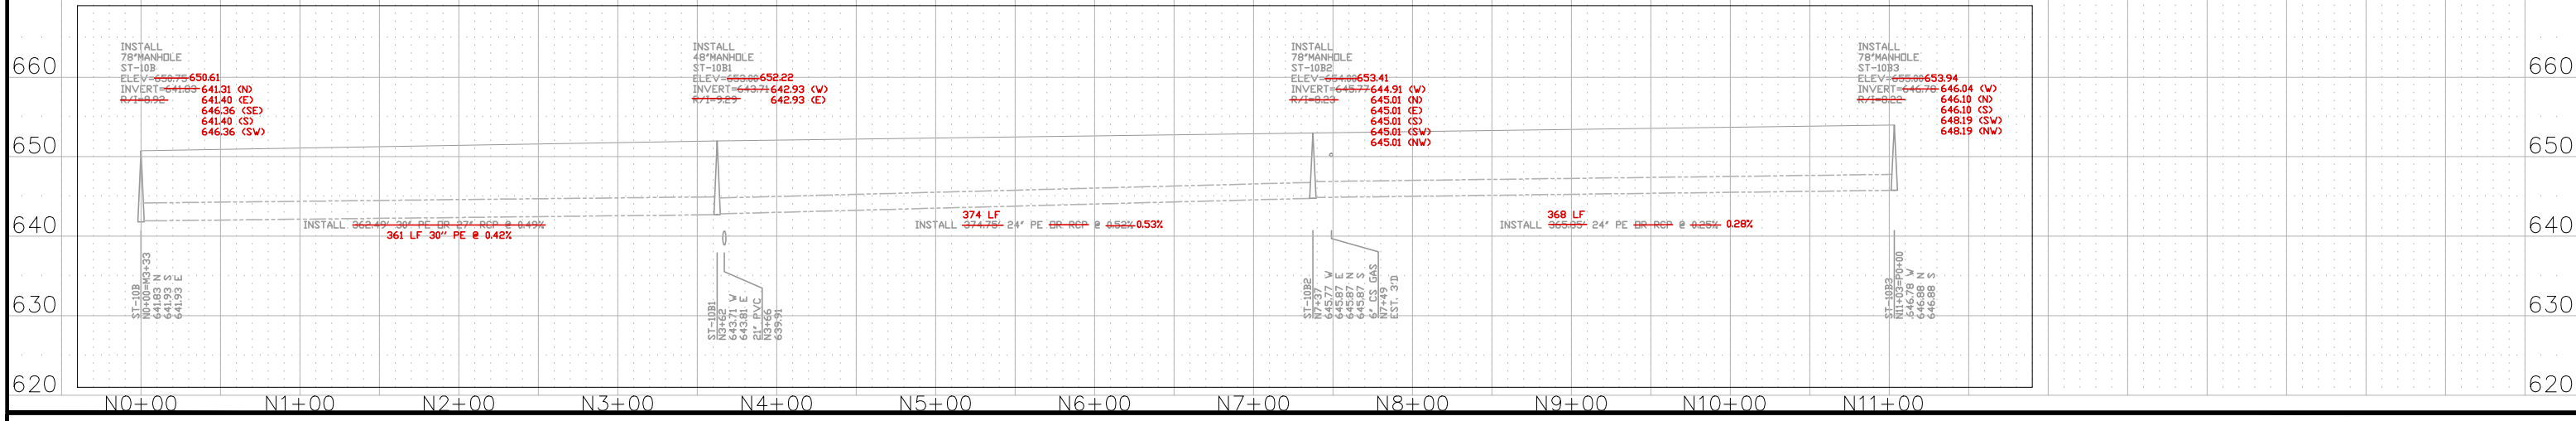 INSTALL
78"MANHOLE
ST-10B
ELEV=650.75 650.61
INVERT=641.83 641.31 (N)
R/I=8.92 641.40 (E)
646.36 (SE)
641.40 (S)
646.36 (SW)
INSTALL
48"MANHOLE
ST-10B1
ELEV=653.00 652.22
INVERT=643.71 642.93 (W)
R/I=9.29 642.93 (E)
INSTALL
78"MANHOLE
ST-10B2
ELEV=654.00 653.41
INVERT=645.77 644.91 (W)
R/I=8.23 645.01 (N)
645.01 (E)
645.01 (S)
645.01 (SW)
645.01 (NW)
INSTALL
78"MANHOLE
ST-10B3
ELEV=655.00 653.94
INVERT=646.78 646.04 (W)
R/I=8.22 646.10 (N)
646.10 (S)
648.19 (SW)
648.19 (NW)
660
650
640
630
620
660
650
640
630
620
INSTALL 362.49' 30" PE OR 27" RCP @ 0.49%
361 LF 30" PE @ 0.42%
374 LF
INSTALL 374.75' 24" PE OR RCP @ 0.52% 0.53%
368 LF
INSTALL 365.95' 24" PE OR RCP @ 0.25% 0.28%
ST-10B
N0+00=M3+33
641.83 N
641.93 S
641.93 E
ST-10B1
N3+62
643.71 W
643.81 E
21" PVC
N3+66
639.91
ST-10B2
N7+37
645.77 W
645.87 E
645.87 N
645.87 S
6" CS GAS
N7+49
EST. 3'D
ST-10B3
N11+03=P0+00
646.78 W
646.88 N
646.88 S
N0+00 N1+00 N2+00 N3+00 N4+00 N5+00 N6+00 N7+00 N8+00 N9+00 N10+00 N11+00